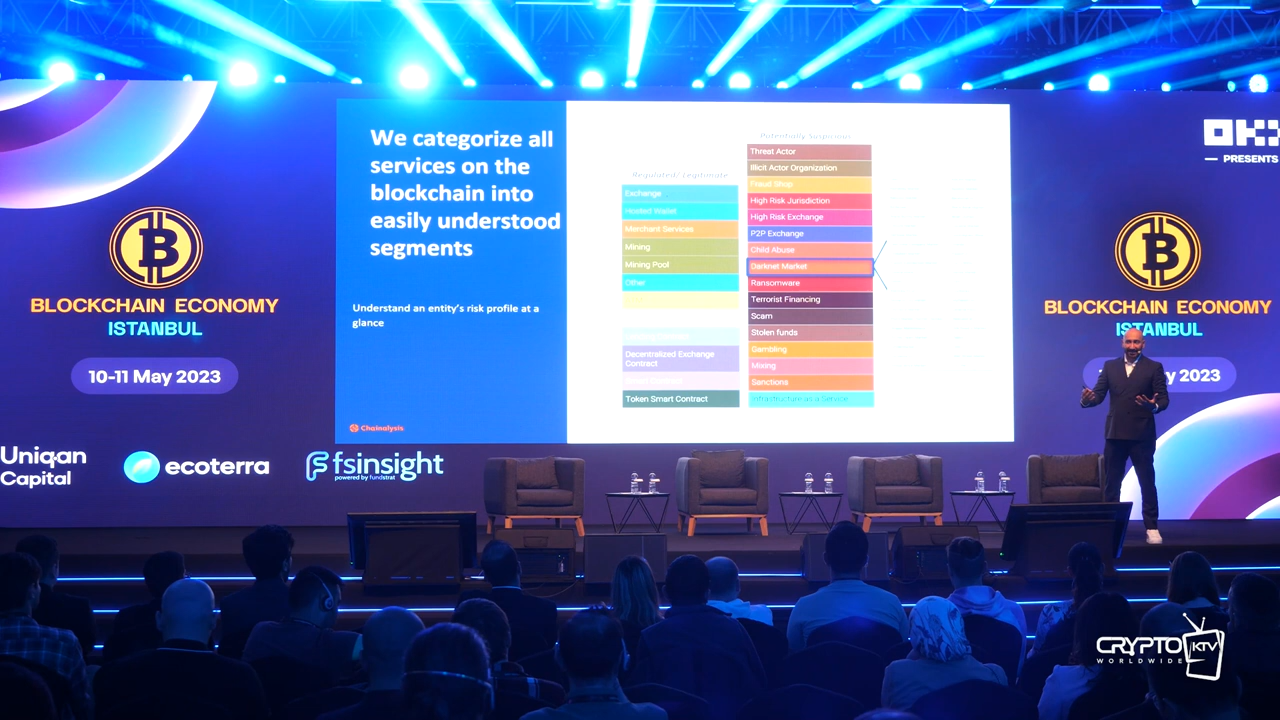 We categorize all
services on the
blockchain into
easily understood
segments
Understand an entity's risk profile at a
glance
Chainalysis
Regulated/ Legitimate
Exchange
Hosted Wallet
Merchant Services
Mining
Mining Pool
Other
Decentralized Exchange
Contract
Token Smart Contract
Potentially Suspicious
Threat Actor
Illicit Actor Organization
Fraud Shop
High Risk Jurisdiction
High Risk Exchange
P2P Exchange
Child Abuse
Darknet Market
Ransomware
Terrorist Financing
Scam
Stolen funds
Gambling
Mixing
Sanctions
Infrastructure as a Service
BLOCKCHAIN ECONOMY
ISTANBUL
10-11 May 2023
Uniqan
Capital
ecoterra
fsinsight
powered by fundstrat
PRESENTS
BLOCKCHAIN ECONOMY
ISTANBUL
y 2023
CRYPTO KTV
WORLDWIDE